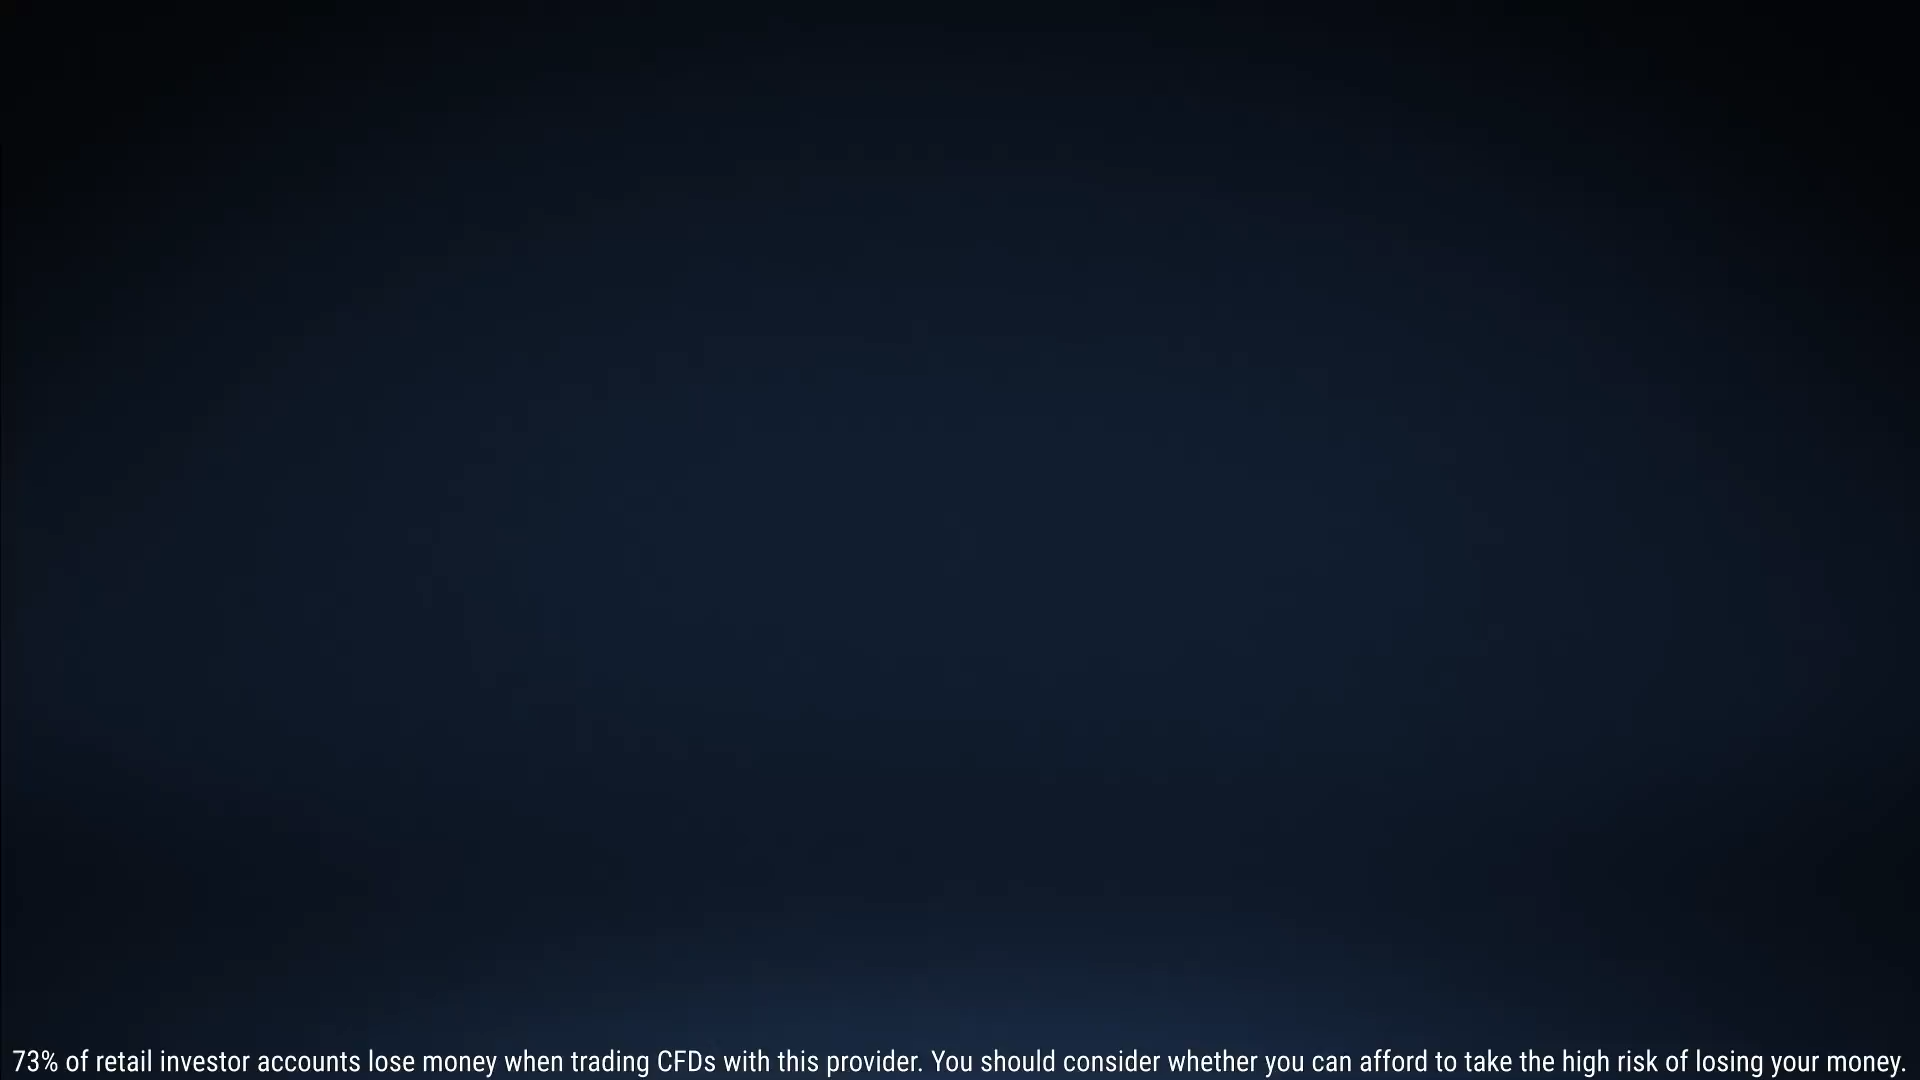 73% of retail investor accounts lose money when trading CFDs with this provider. You should consider whether you can afford to take the high risk of losing your money.